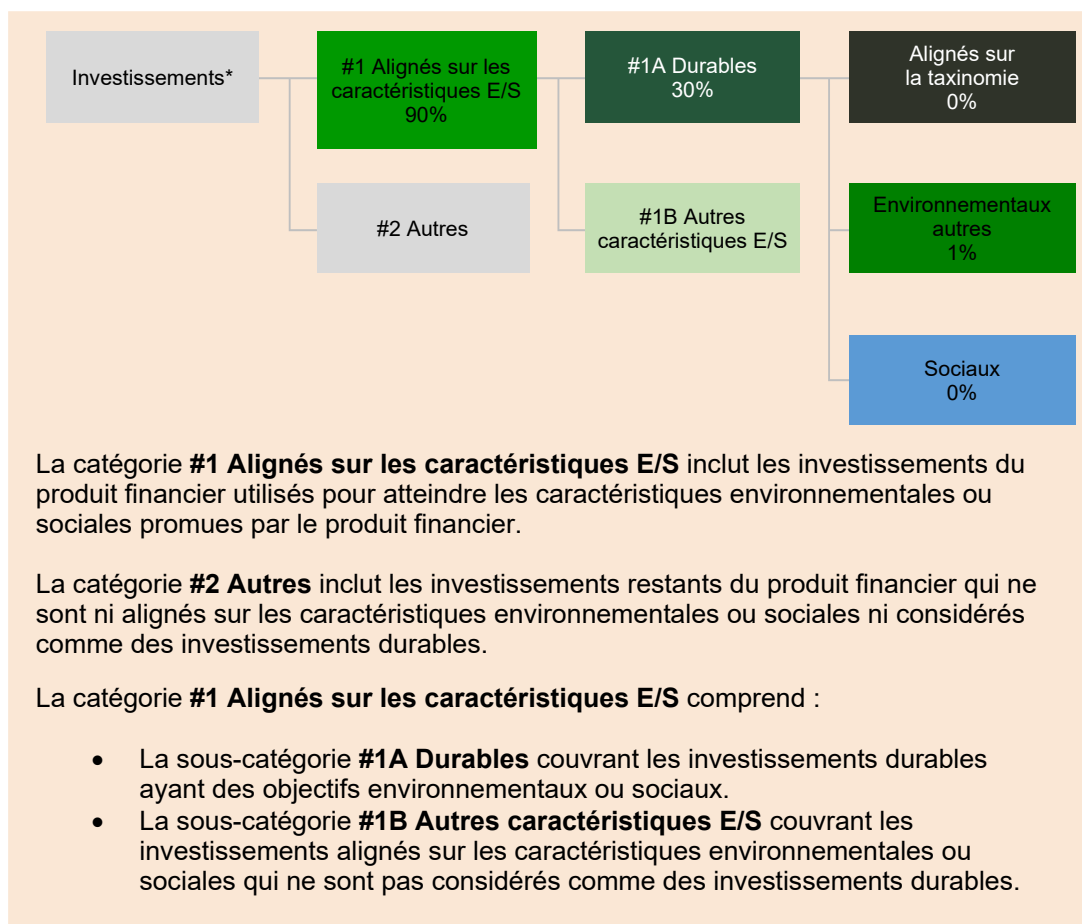 Investissements*
#1 Alignés sur les
caractéristiques E/S
90%
#1A Durables
30%
Alignés sur
la taxinomie
0%
#2 Autres
#1B Autres
caractéristiques E/S
Environnementaux
autres
1%
Sociaux
0%
La catégorie #1 Alignés sur les caractéristiques E/S inclut les investissements du
produit financier utilisés pour atteindre les caractéristiques environnementales ou
sociales promues par le produit financier.
La catégorie #2 Autres inclut les investissements restants du produit financier qui ne
sont ni alignés sur les caractéristiques environnementales ou sociales ni considérés
comme des investissements durables.
La catégorie #1 Alignés sur les caractéristiques E/S comprend :
• La sous-catégorie #1A Durables couvrant les investissements durables
ayant des objectifs environnementaux ou sociaux.
• La sous-catégorie #1B Autres caractéristiques E/S couvrant les
investissements alignés sur les caractéristiques environnementales ou
sociales qui ne sont pas considérés comme des investissements durables.